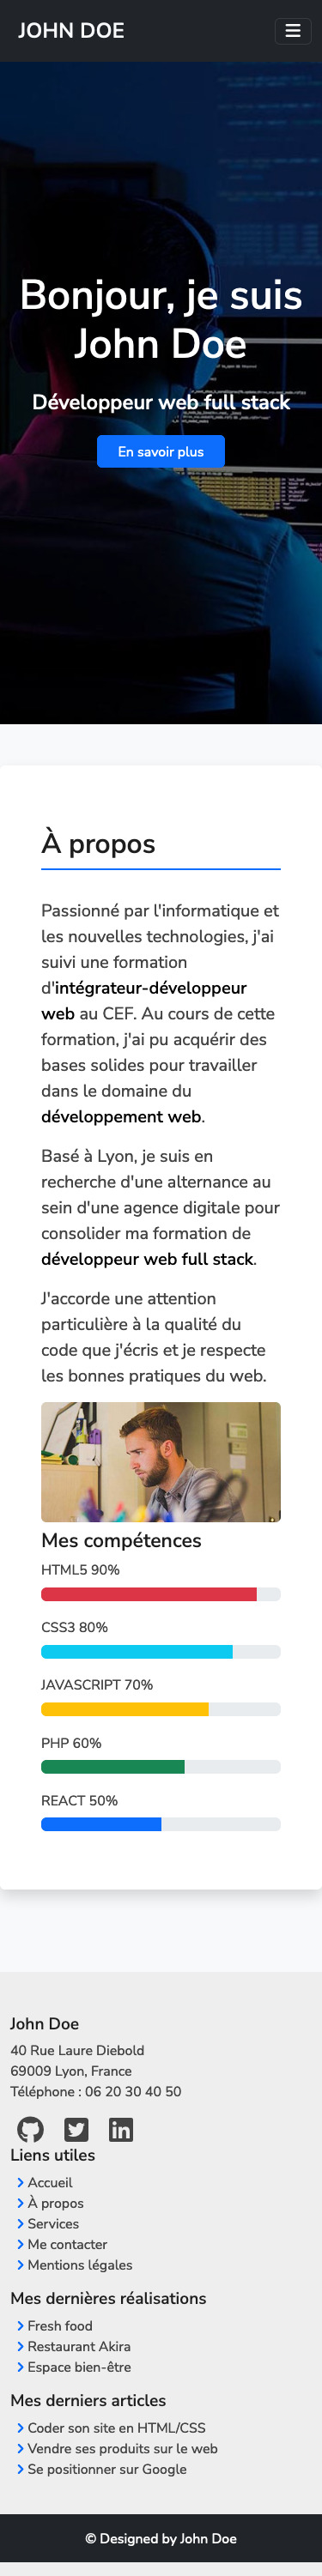 JOHN DOE
Bonjour, je suis
John Doe
Développeur web full stack
En savoir plus
À propos
Passionné par l'informatique et
les nouvelles technologies, j'ai
suivi une formation
d'intégrateur-développeur
web au CEF. Au cours de cette
formation, j'ai pu acquérir des
bases solides pour travailler
dans le domaine du
développement web.
Basé à Lyon, je suis en
recherche d'une alternance au
sein d'une agence digitale pour
consolider ma formation de
développeur web full stack.
J'accorde une attention
particulière à la qualité du
code que j'écris et je respecte
les bonnes pratiques du web.
Mes compétences
HTML5 90%
CSS3 80%
JAVASCRIPT 70%
PHP 60%
REACT 50%
John Doe
40 Rue Laure Diebold
69009 Lyon, France
Téléphone : 06 20 30 40 50
Liens utiles
Accueil
À propos
Services
Me contacter
Mentions légales
Mes dernières réalisations
Fresh food
Restaurant Akira
Espace bien-être
Mes derniers articles
Coder son site en HTML/CSS
Vendre ses produits sur le web
Se positionner sur Google
© Designed by John Doe